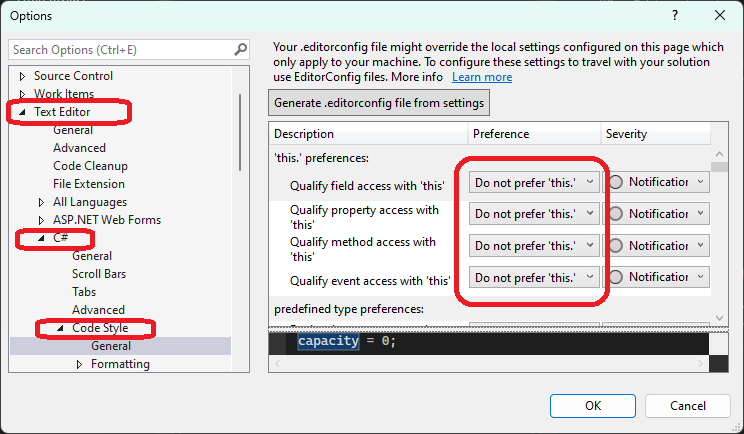 Options
? ×
Search Options (Ctrl+E)
Source Control
Work Items
Text Editor
General
Advanced
Code Cleanup
File Extension
All Languages
ASP.NET Web Forms
C#
General
Scroll Bars
Tabs
Advanced
Code Style
General
Formatting
Your .editorconfig file might override the local settings configured on this page which
only apply to your machine. To configure these settings to travel with your solution
use EditorConfig files. More info Learn more
Generate .editorconfig file from settings
Description Preference Severity
'this.' preferences:
Qualify field access with 'this' Do not prefer 'this.' Notification
Qualify property access with
'this' Do not prefer 'this.' Notification
Qualify method access with
'this' Do not prefer 'this.' Notification
Qualify event access with 'this' Do not prefer 'this.' Notification
predefined type preferences:
capacity = 0;
OK Cancel